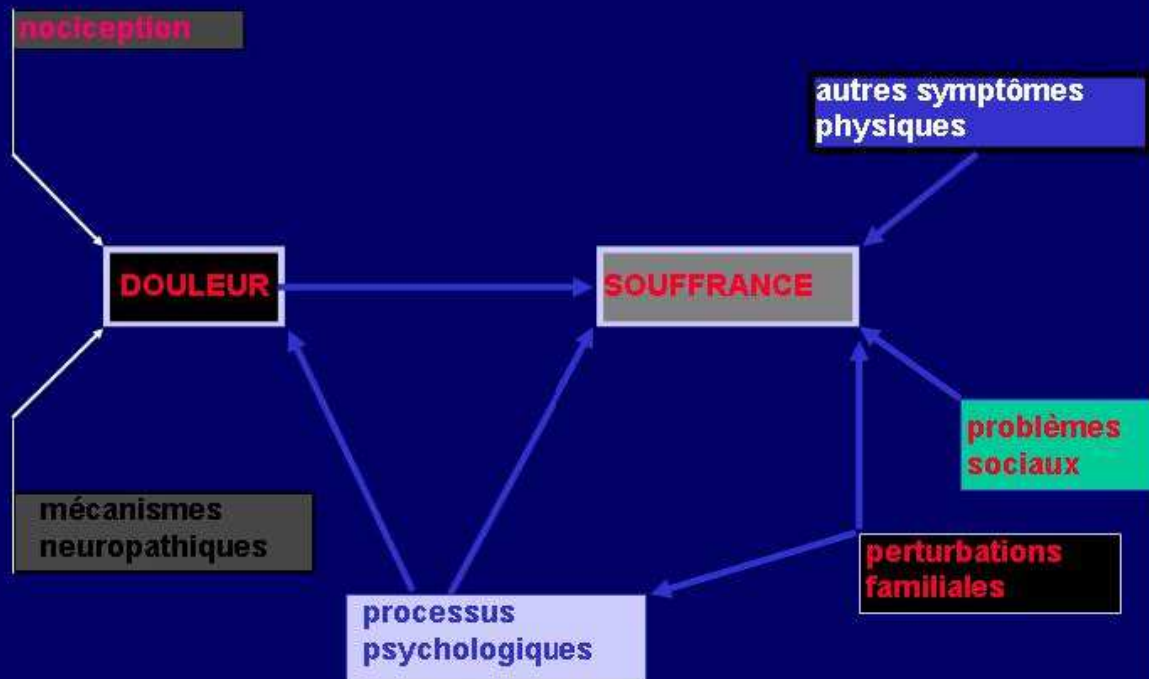 nociception
autres symptômes
physiques
DOULEUR
SOUFFRANCE
problèmes
sociaux
mécanismes
neuropathiques
perturbations
familiales
processus
psychologiques